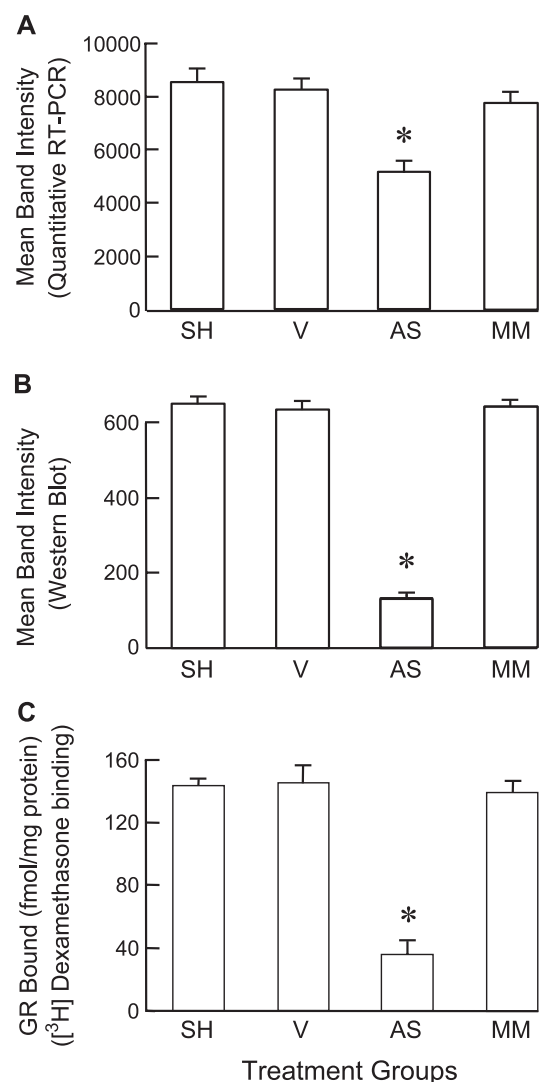 A
Mean Band Intensity
(Quantitative RT-PCR)
10000
8000
6000
4000
2000
0
*
SH V AS MM
B
Mean Band Intensity
(Western Blot)
600
400
200
0
*
SH V AS MM
C
GR Bound (fmol/mg protein)
([³H] Dexamethasone binding)
160
120
80
40
0
*
SH V AS MM
Treatment Groups